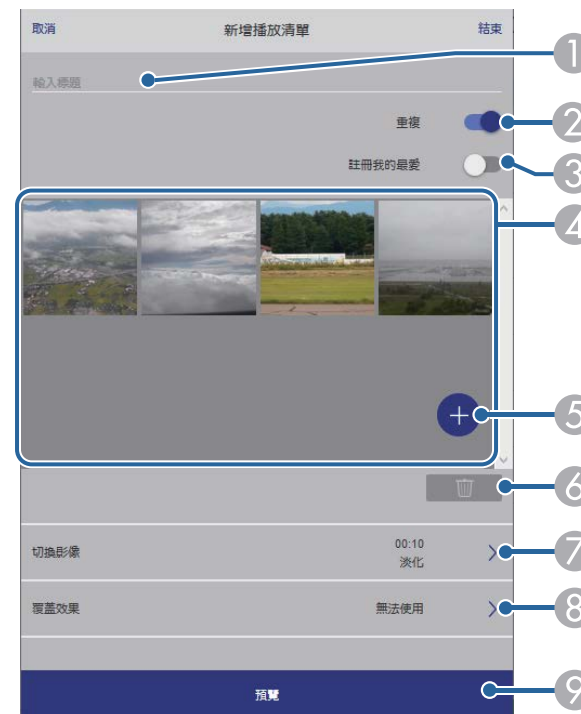 取消 新增播放清單 結束
輸入標題
1
重複
2
註冊我的最愛
3
4
5
6
切換影像
00:10
淡化
7
覆蓋效果 無法使用
8
預覽
9